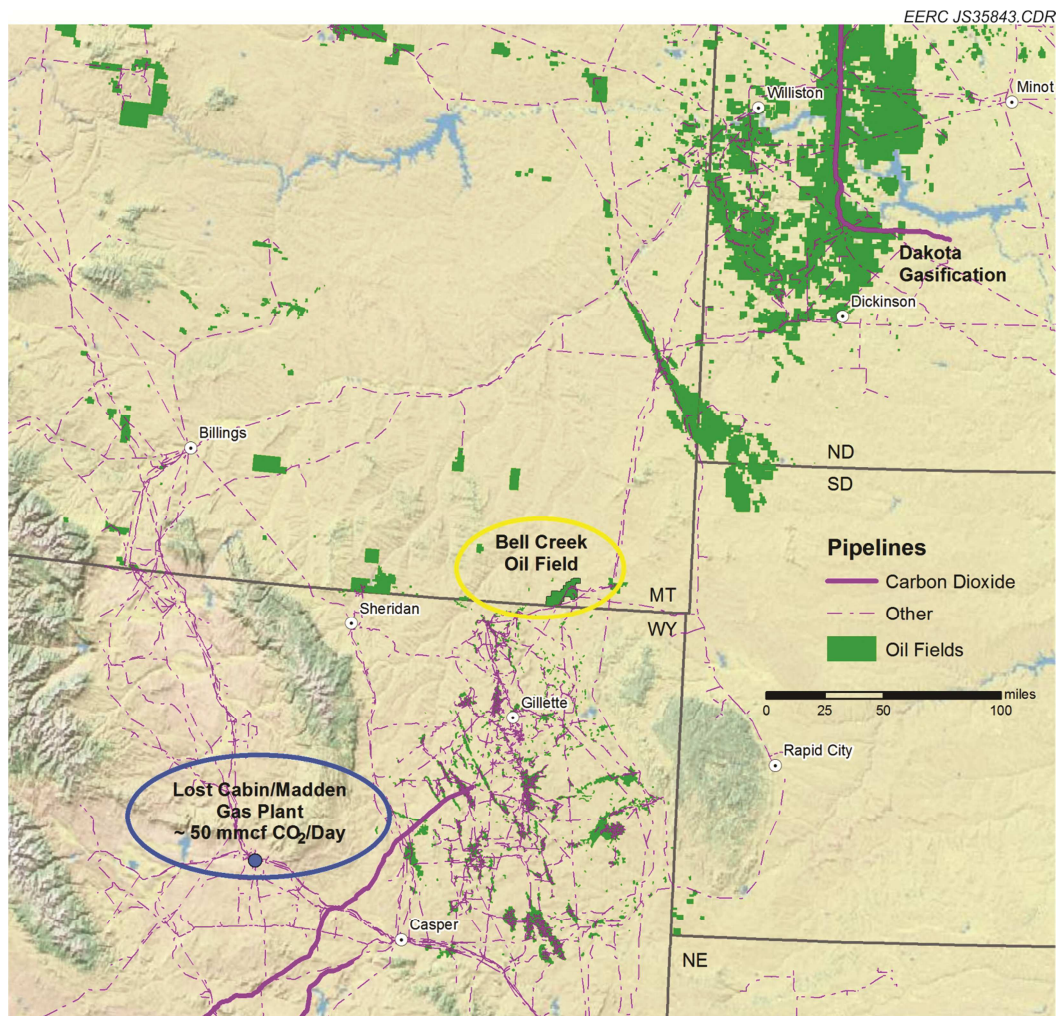 EERC JS35843.CDR
Williston
Minot
Dakota
Gasification
Dickinson
Billings
ND
SD
Bell Creek
Oil Field
Pipelines
Carbon Dioxide
MT
Other
Sheridan
WY
Oil Fields
miles
0 25 50 100
Gillette
Rapid City
Lost Cabin/Madden
Gas Plant
~ 50 mmcf CO2/Day
Casper
NE